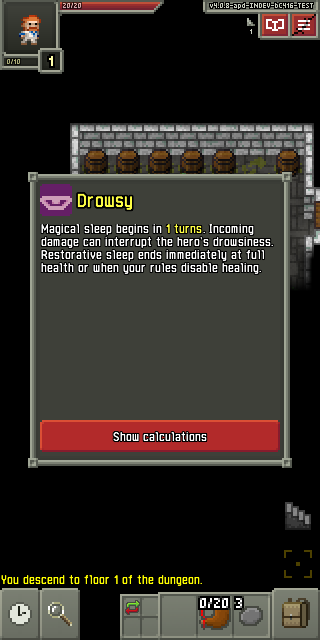 20/20
v4.0.8-apd-INDEV-bC416-TEST
1
0/10
1
Drowsy
Magical sleep begins in 1 turns. Incoming
damage can interrupt the hero's drowsiness.
Restorative sleep ends immediately at full
health or when your rules disable healing.
Show calculations
You descend to floor 1 of the dungeon.
0/20 3